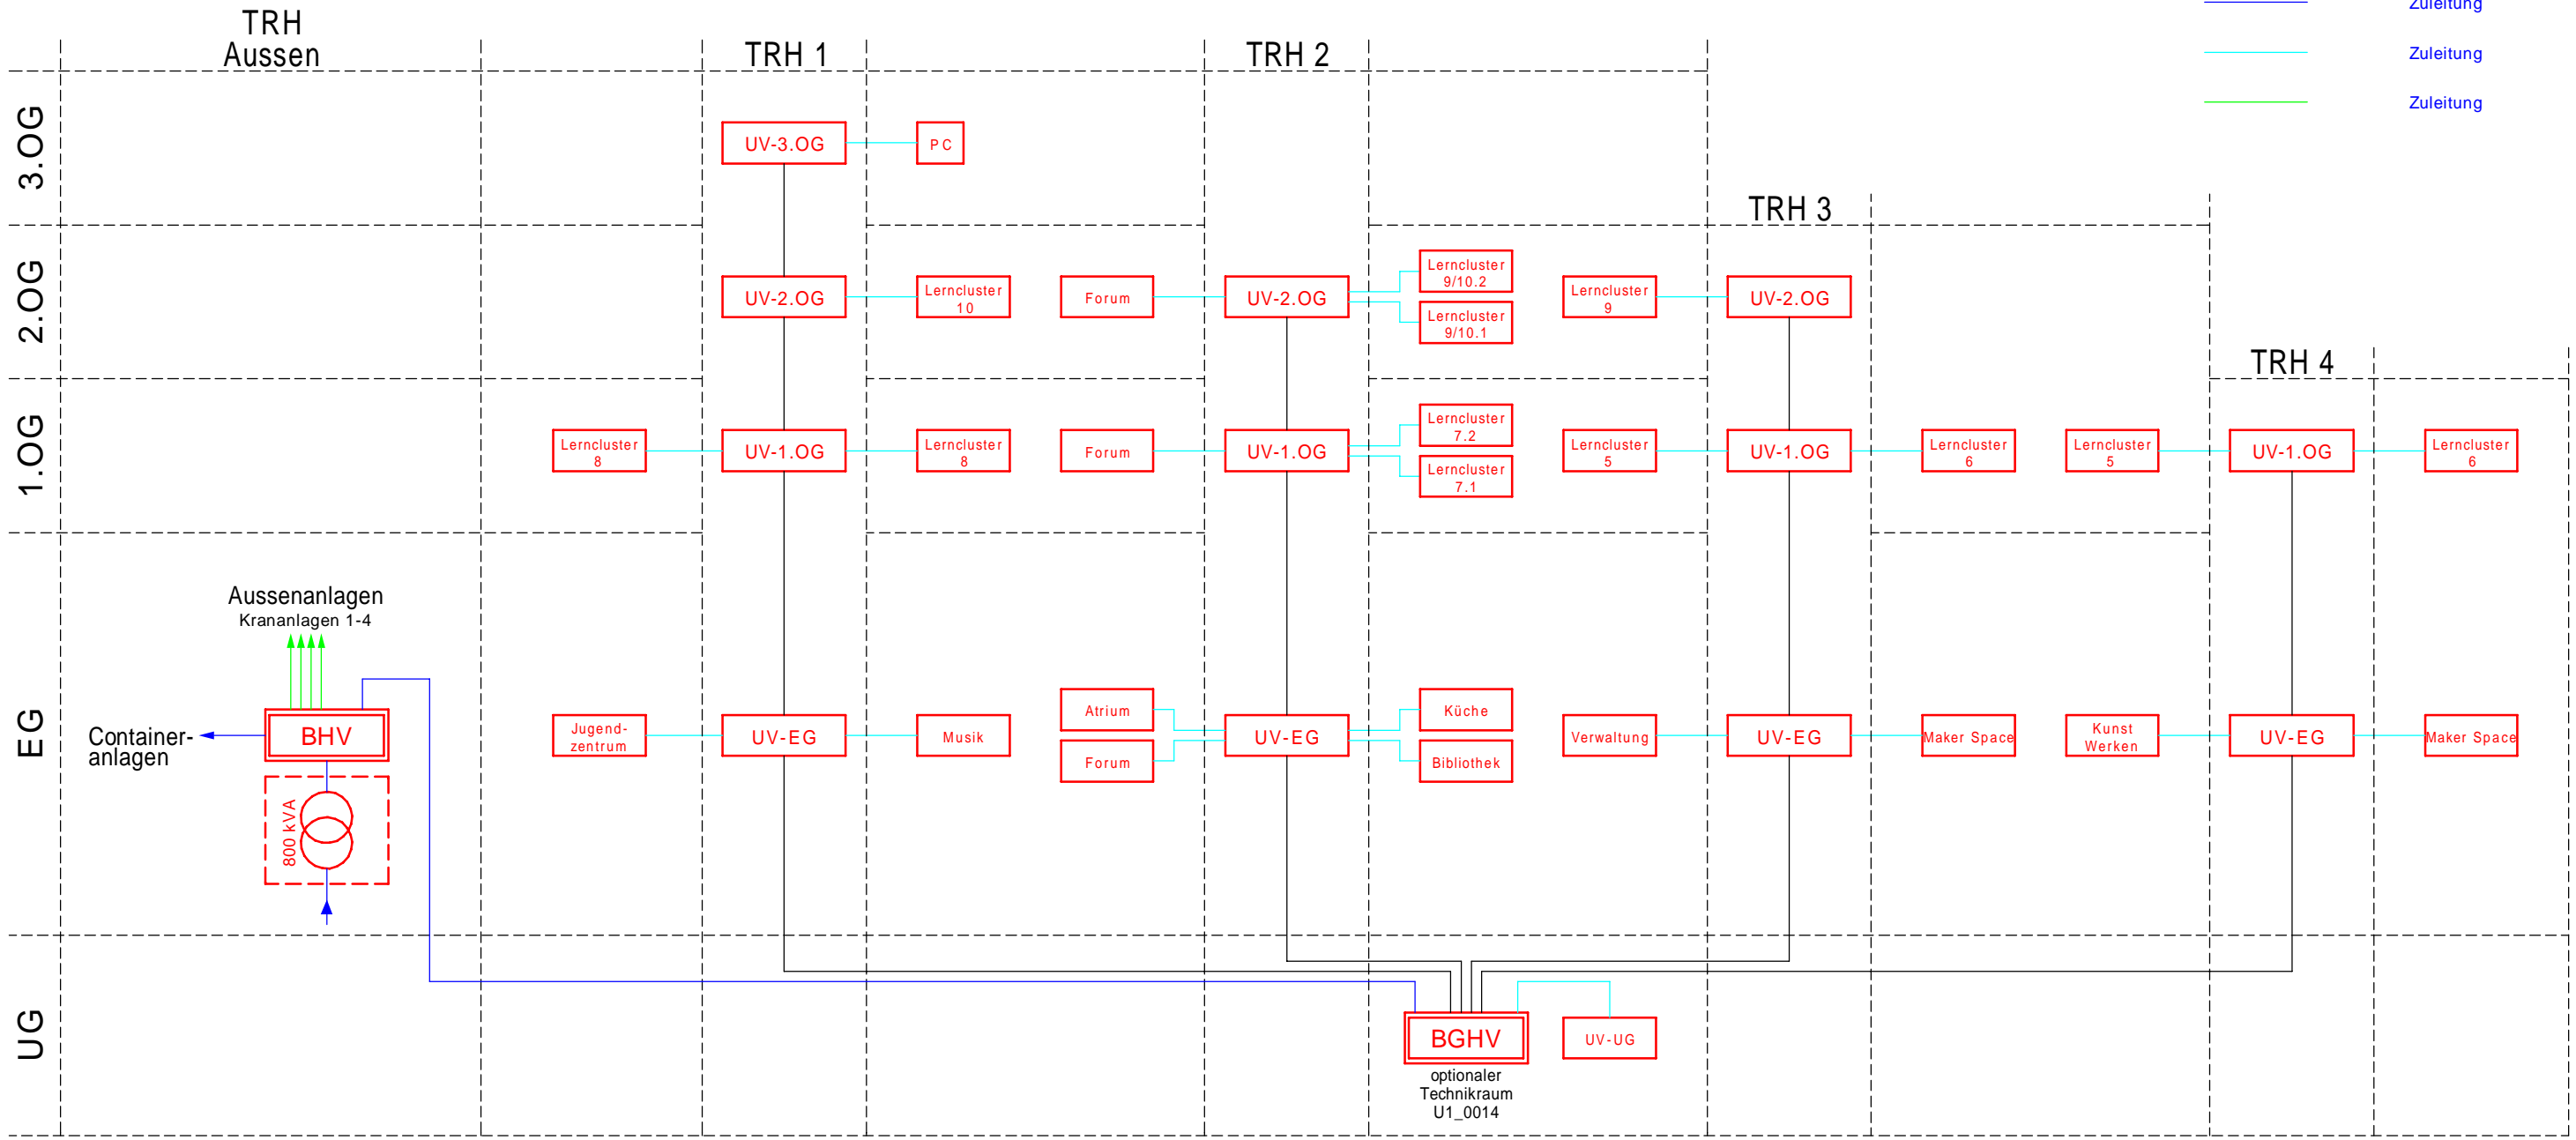 Zuleitung
TRH
Aussen
TRH 1
TRH 2
Zuleitung
Zuleitung
3.OG
UV-3.OG
PC
TRH 3
2.OG
UV-2.OG
Lerncluster
10
Forum
UV-2.OG
Lerncluster
9/10.2
Lerncluster
9/10.1
Lerncluster
9
UV-2.OG
TRH 4
1.OG
Lerncluster
8
UV-1.OG
Lerncluster
8
Forum
UV-1.OG
Lerncluster
7.2
Lerncluster
7.1
Lerncluster
5
UV-1.OG
Lerncluster
6
Lerncluster
5
UV-1.OG
Lerncluster
6
EG
Aussenanlagen
Krananlagen 1-4
Container-
anlagen
BHV
800 kVA
Jugend-
zentrum
UV-EG
Musik
Atrium
Forum
UV-EG
Küche
Bibliothek
Verwaltung
UV-EG
Maker Space
Kunst
Werken
UV-EG
Maker Space
UG
BGHV
optionaler
Technikraum
U1_0014
UV-UG